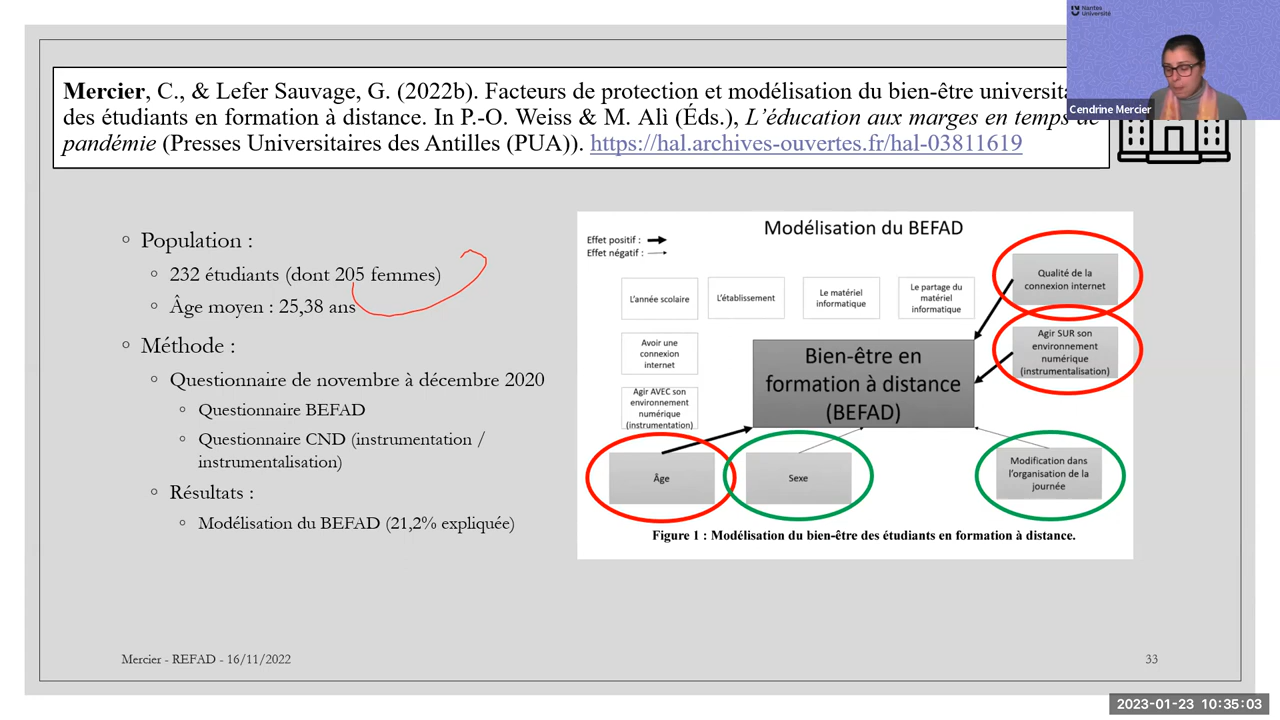 Nantes
Université
Cendrine Mercier
Mercier, C., & Lefer Sauvage, G. (2022b). Facteurs de protection et modélisation du bien-être universita
des étudiants en formation à distance. In P.-O. Weiss & M. Alì (Éds.), L'éducation aux marges en temps de
pandémie (Presses Universitaires des Antilles (PUA)). https://hal.archives-ouvertes.fr/hal-03811619
◦ Population :
◦ 232 étudiants (dont 205 femmes)
◦ Âge moyen : 25,38 ans
◦ Méthode :
◦ Questionnaire de novembre à décembre 2020
◦ Questionnaire BEFAD
◦ Questionnaire CND (instrumentation /
instrumentalisation)
◦ Résultats :
◦ Modélisation du BEFAD (21,2% expliquée)
Modélisation du BEFAD
Effet positif :
Effet négatif :
L'année scolaire
L'établissement
Le matériel
informatique
Le partage du
matériel
informatique
Qualité de la
connexion internet
Avoir une
connexion
internet
Agir SUR son
environnement
numérique
(instrumentalisation)
Bien-être en
formation à distance
(BEFAD)
Agir AVEC son
environnement
numérique
(instrumentation)
Âge
Sexe
Modification dans
l'organisation de la
journée
Figure 1 : Modélisation du bien-être des étudiants en formation à distance.
Mercier - REFAD - 16/11/2022
33
2023-01-23 10:35:03